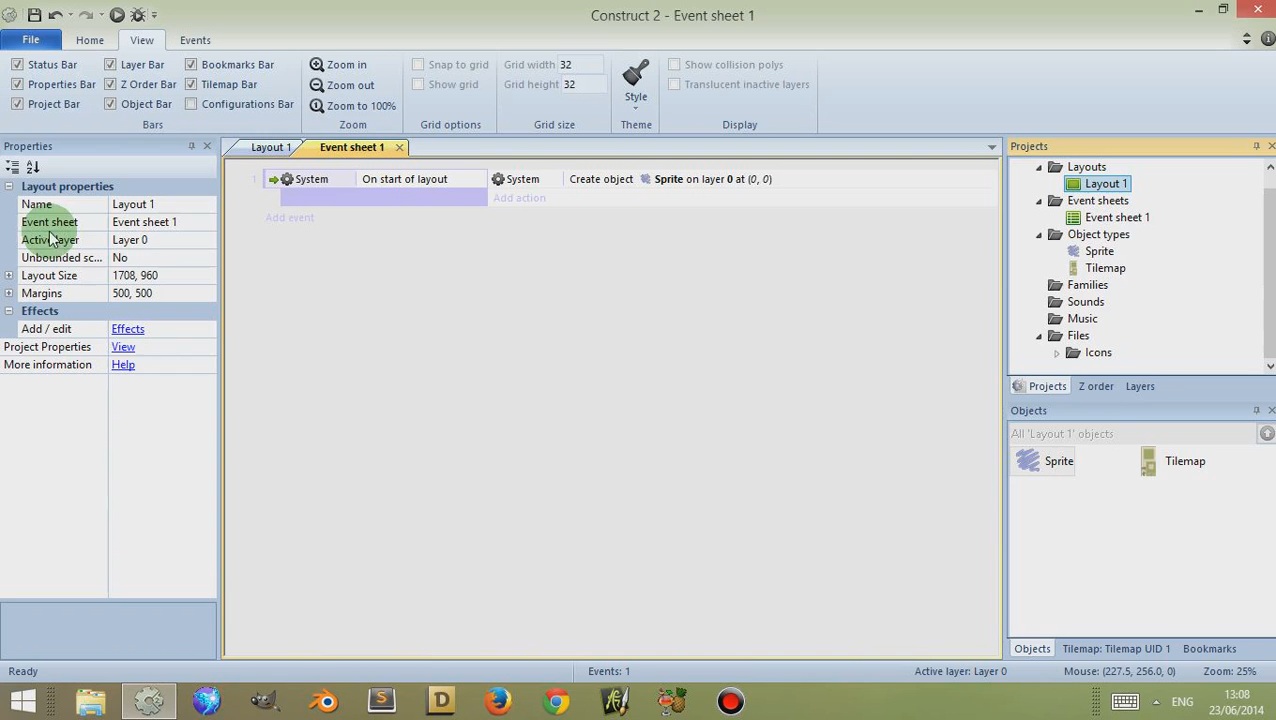 Construct 2 - Event sheet 1
File Home View Events
Status Bar Layer Bar Bookmarks Bar Zoom in Snap to grid Grid width 32 Show collision polys
Properties Bar Z Order Bar Tilemap Bar Zoom out Show grid Grid height 32 Translucent inactive layers
Project Bar Object Bar Configurations Bar Zoom to 100% Style
Bars Zoom Grid options Grid size Theme Display
Properties
Layout properties
Name Layout 1
Event sheet Event sheet 1
Active layer Layer 0
Unbounded sc... No
Layout Size 1708, 960
Margins 500, 500
Effects
Add / edit Effects
Project Properties View
More information Help
Layout 1 Event sheet 1
1 System On start of layout System Create object Sprite on layer 0 at (0, 0)
Add action
Add event
Projects
Layouts
Layout 1
Event sheets
Event sheet 1
Object types
Sprite
Tilemap
Families
Sounds
Music
Files
Icons
Projects Z order Layers
Objects
All 'Layout 1' objects
Sprite Tilemap
Objects Tilemap: Tilemap UID 1 Bookmarks
Ready Events: 1 Active layer: Layer 0 Mouse: (227.5, 256.0, 0) Zoom: 25%
ENG 13:08
23/06/2014